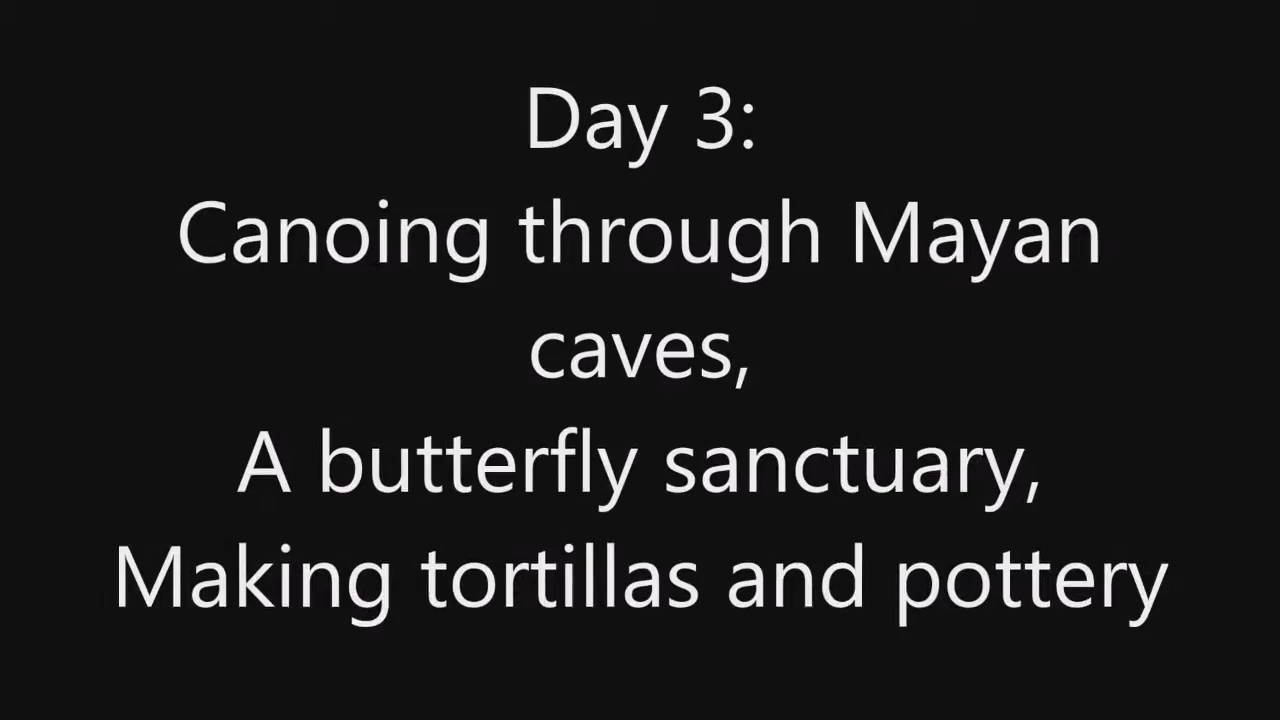 Day 3:
Canoing through Mayan
caves,
A butterfly sanctuary,
Making tortillas and pottery